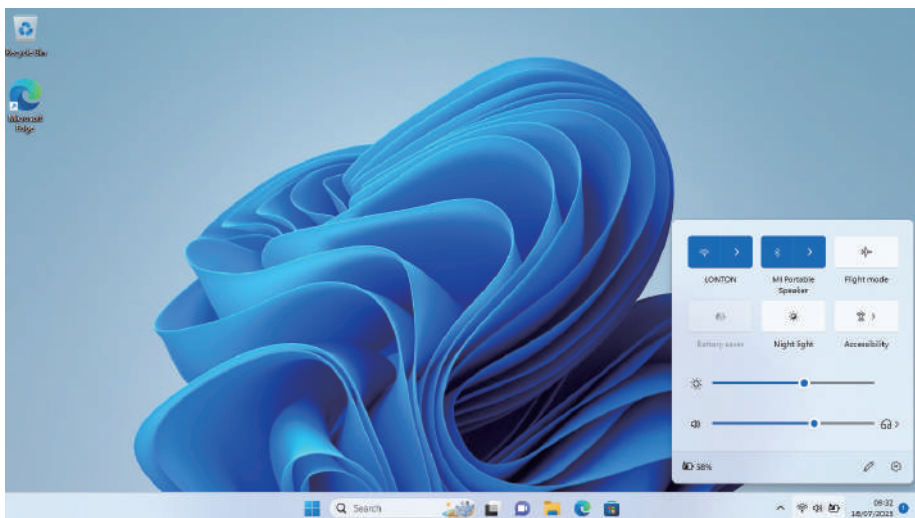 Recycle Bin
Microsoft
Edge
LONTON
MI Portable
Speaker
Flight mode
Battery saver
Night light
Accessibility
58%
Search
08:32
18/07/2023